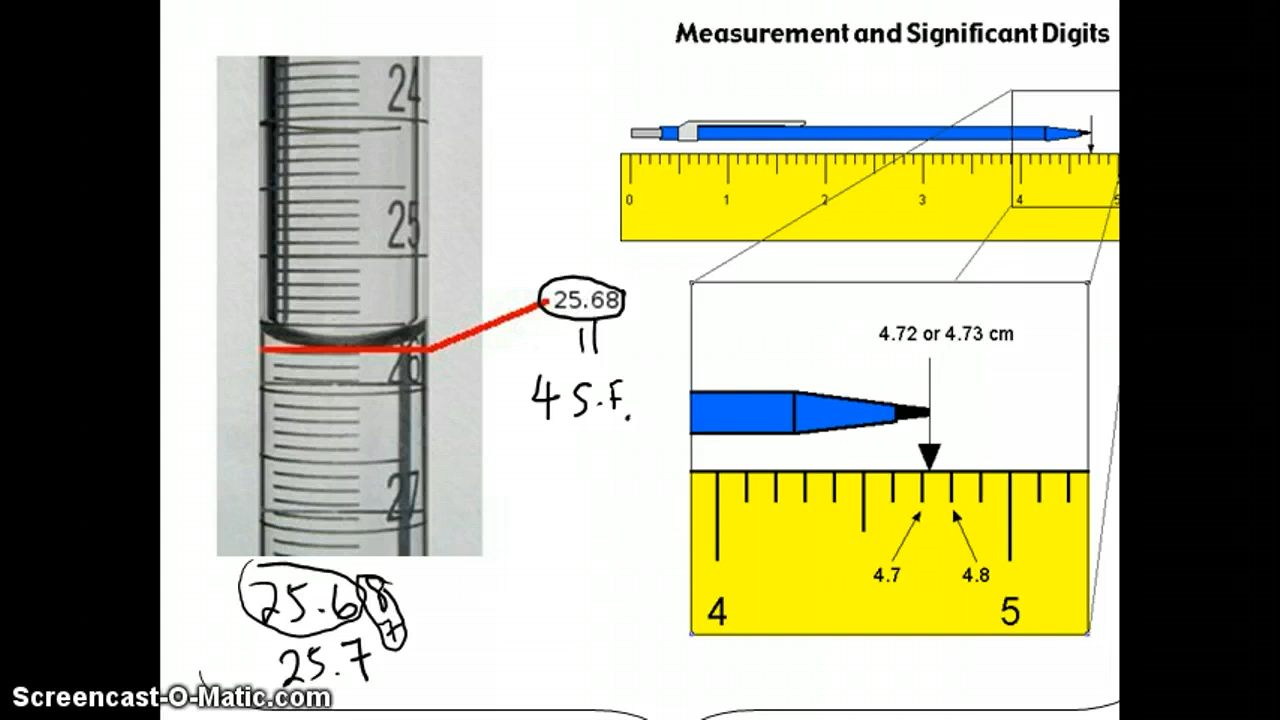 Measurement and Significant Digits
24
25
26
27
25.68
4 S.F.
25.68
7
25.7
0 1 2 3 4 5
4.72 or 4.73 cm
4.7 4.8
4 5
Screencast-O-Matic.com